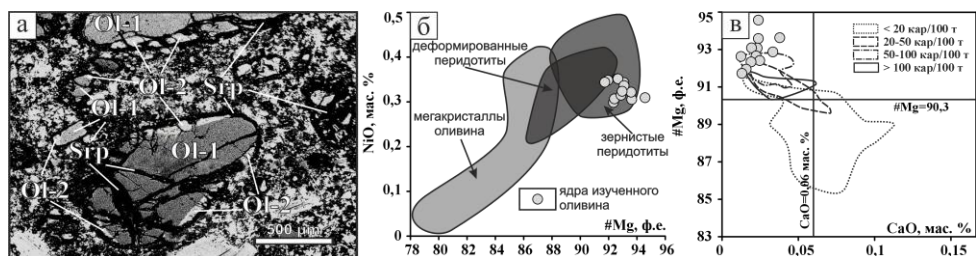 а
Ol-1
Ol-2
Srp
Ol-1
Ol-2
Srp
Ol-1
Ol-2
Ol-2
500 μm
б
NiO, мас. %
0,5
0,4
0,3
0,2
0,1
0
деформированные
перидотиты
мегакристаллы
оливина
зернистые
перидотиты
ядра изученного
оливина
#Mg, ф.е.
78 80 82 84 86 88 90 92 94 96
в
#Mg, ф.е.
95
93
91
89
87
85
83
< 20 кар/100 т
20-50 кар/100 т
50-100 кар/100 т
> 100 кар/100 т
#Mg=90,3
CaO=0,06 мас. %
CaO, мас. %
0 0,05 0,1 0,15